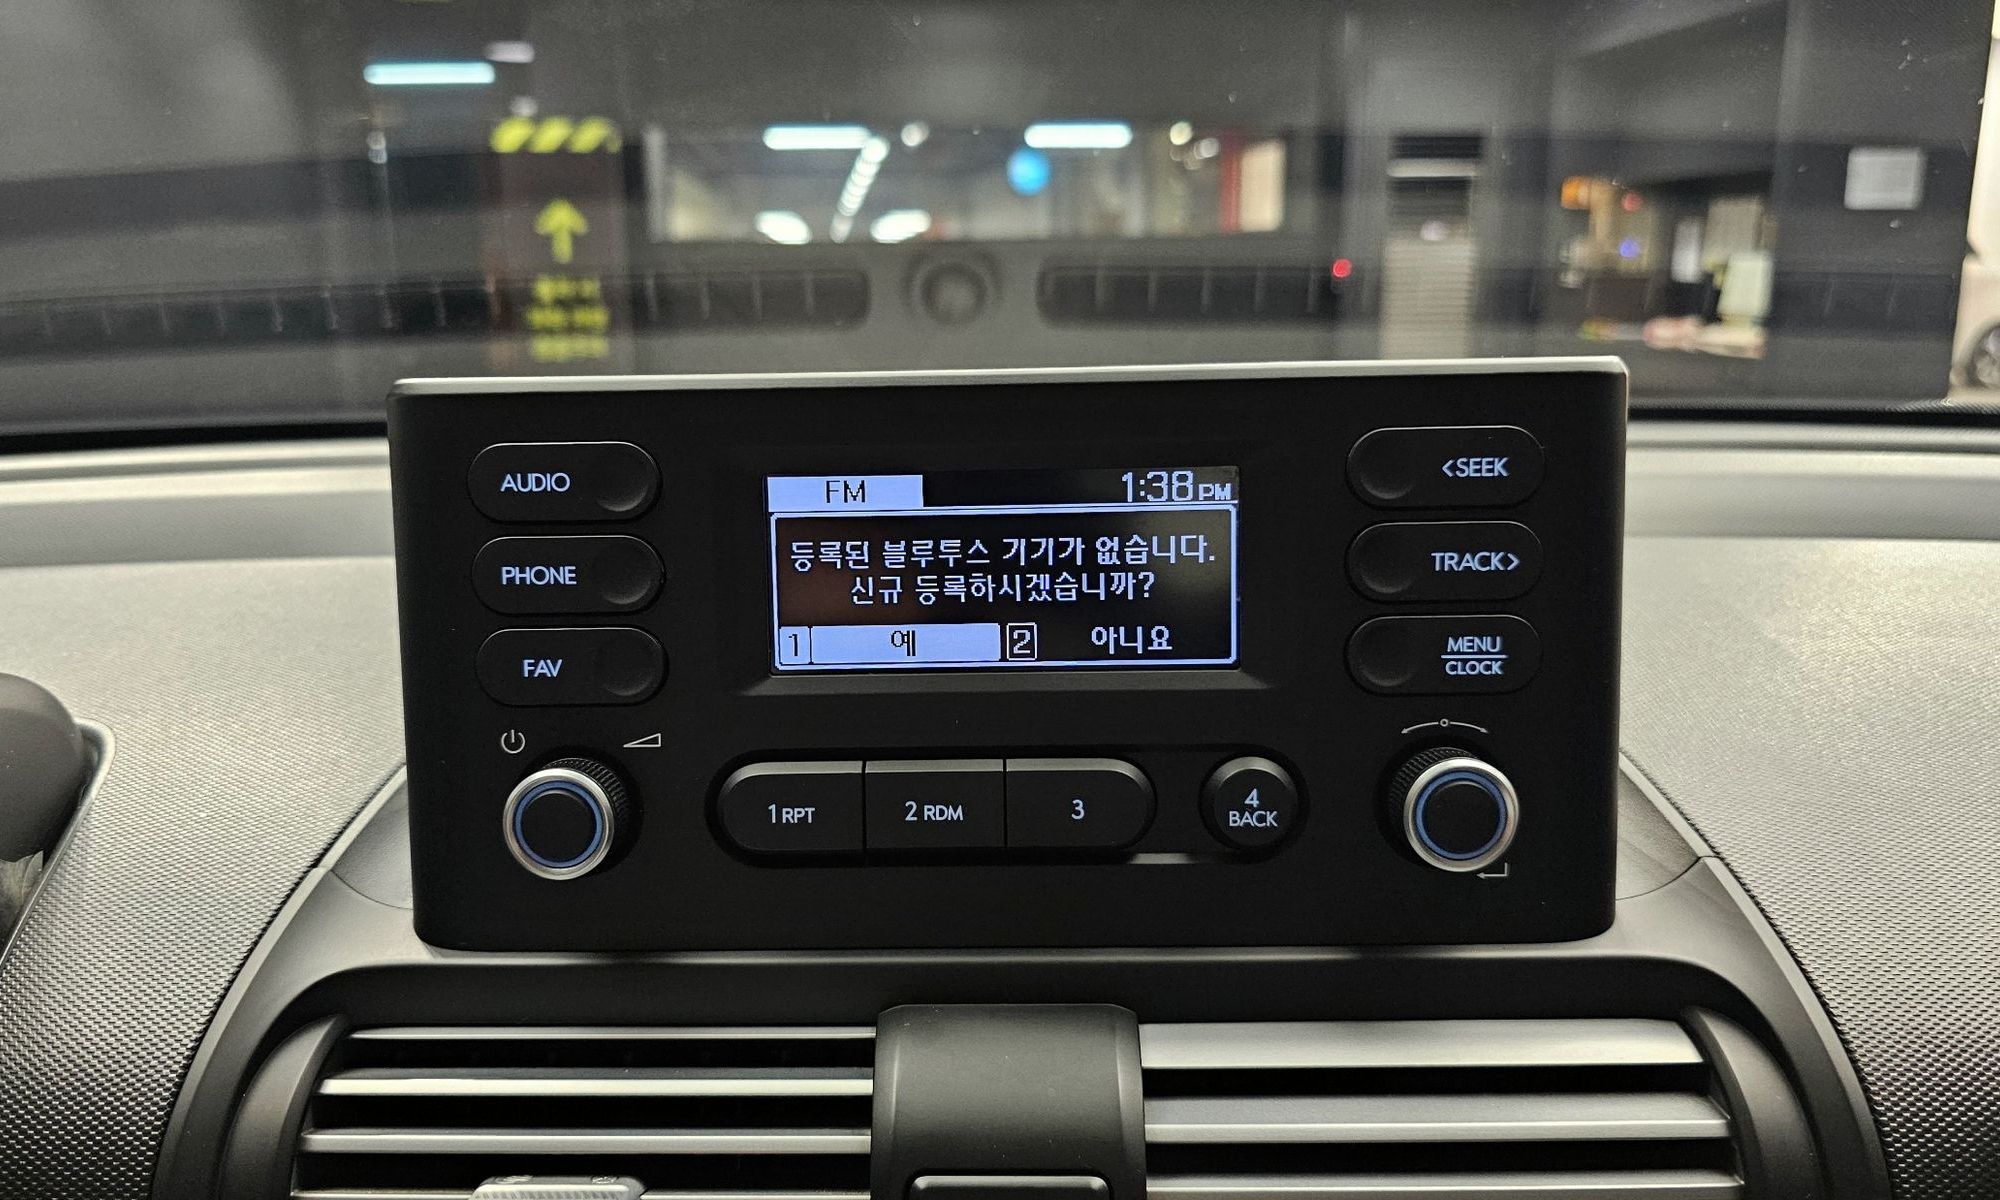 AUDIO
PHONE
FAV
FM
1:38PM
등록된 블루투스 기기가 없습니다.
신규 등록하시겠습니까?
1 예 2 아니요
<SEEK
TRACK>
MENU
CLOCK
1 RPT
2 RDM
3
4
BACK